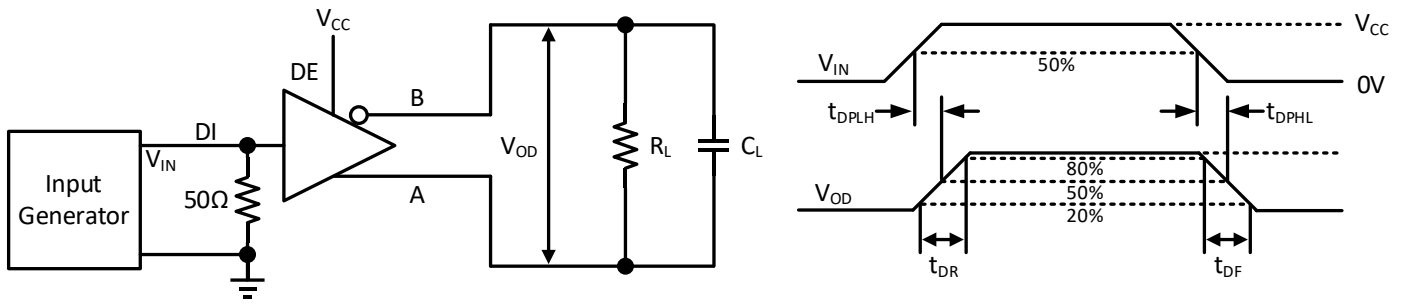 V_CC
DE
B
DI
V_IN
Input
Generator
50Ω
A
V_OD
R_L
C_L
V_CC
V_IN
50%
0V
t_DPLH
t_DPHL
80%
V_OD
50%
20%
t_DR
t_DF